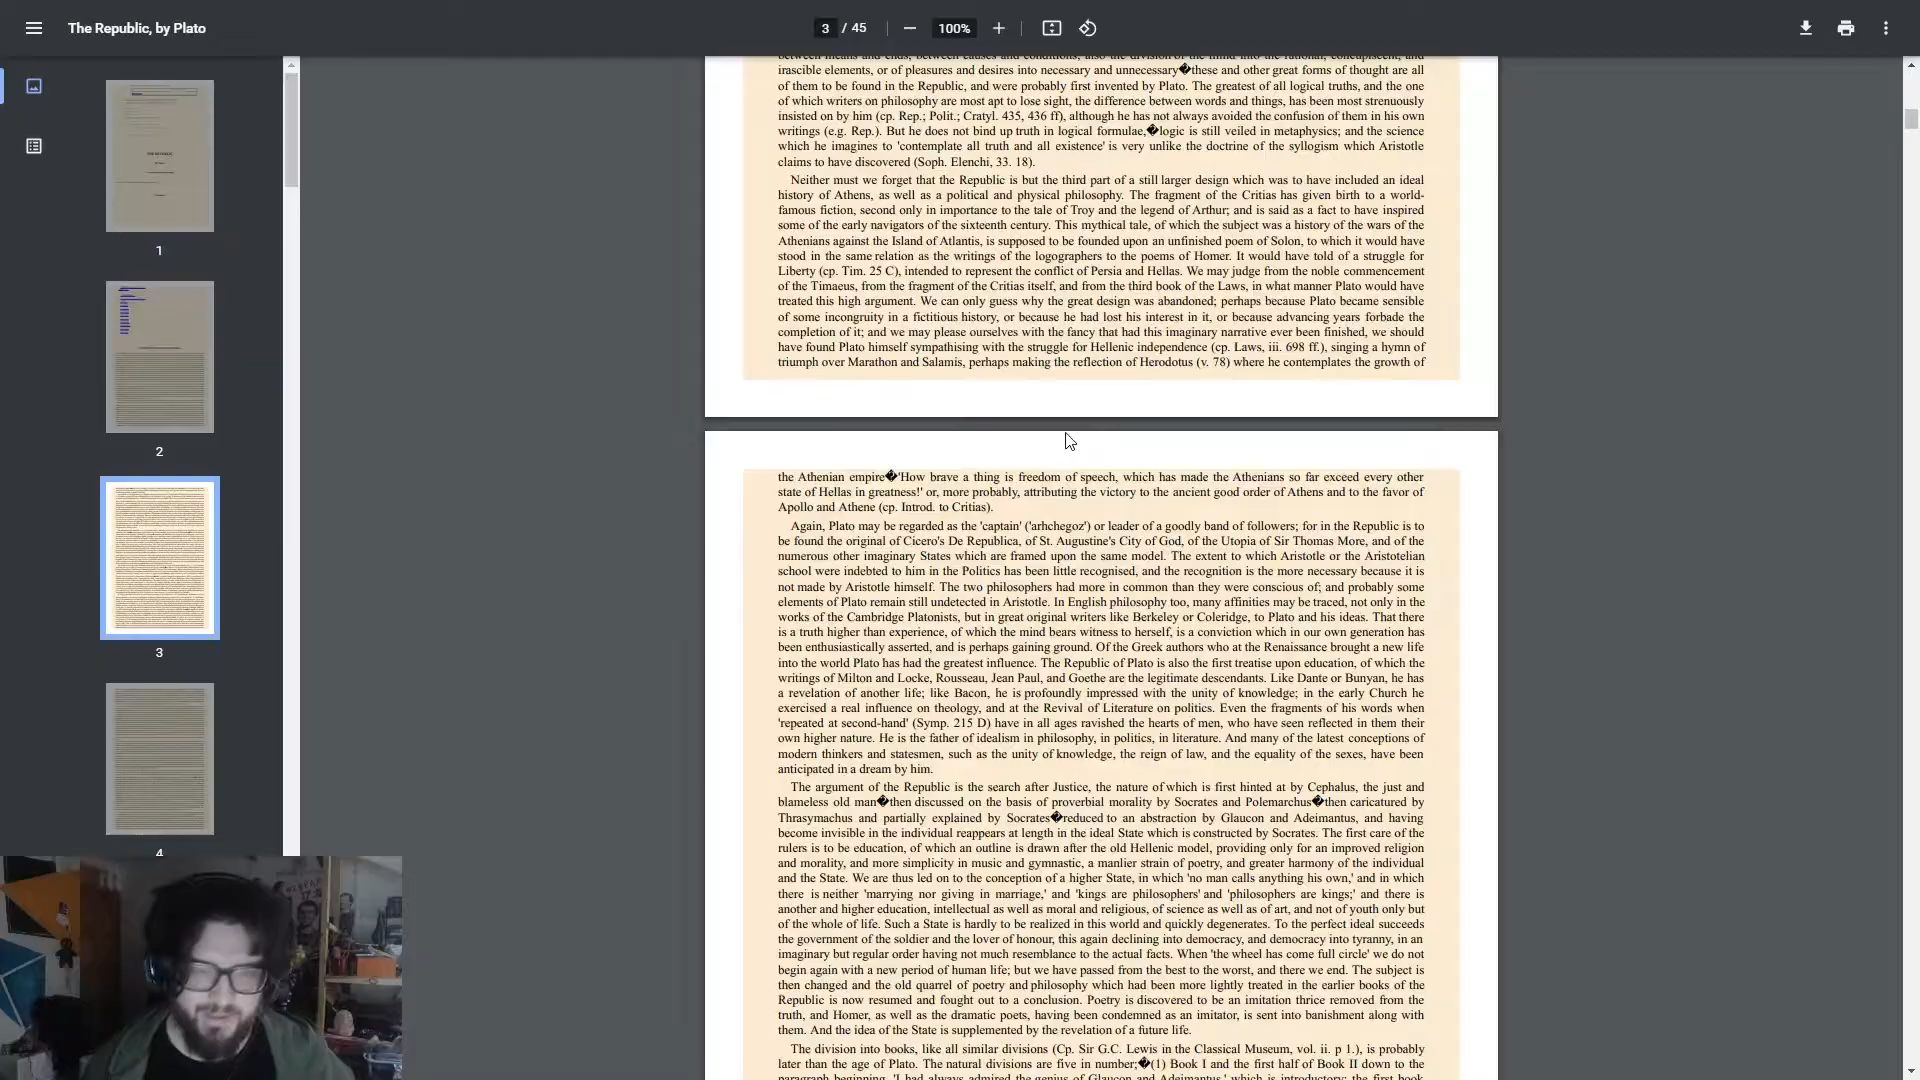 The Republic, by Plato
3 / 45
100%
1
2
3
4
irascible elements, or of pleasures and desires into necessary and unnecessary�these and other great forms of thought are all
of them to be found in the Republic, and were probably first invented by Plato. The greatest of all logical truths, and the one
of which writers on philosophy are most apt to lose sight, the difference between words and things, has been most strenuously
insisted on by him (cp. Rep.; Polit.; Cratyl. 435, 436 ff), although he has not always avoided the confusion of them in his own
writings (e.g. Rep.). But he does not bind up truth in logical formulae,�logic is still veiled in metaphysics; and the science
which he imagines to 'contemplate all truth and all existence' is very unlike the doctrine of the syllogism which Aristotle
claims to have discovered (Soph. Elenchi, 33. 18).
Neither must we forget that the Republic is but the third part of a still larger design which was to have included an ideal
history of Athens, as well as a political and physical philosophy. The fragment of the Critias has given birth to a world-
famous fiction, second only in importance to the tale of Troy and the legend of Arthur; and is said as a fact to have inspired
some of the early navigators of the sixteenth century. This mythical tale, of which the subject was a history of the wars of the
Athenians against the Island of Atlantis, is supposed to be founded upon an unfinished poem of Solon, to which it would have
stood in the same relation as the writings of the logographers to the poems of Homer. It would have told of a struggle for
Liberty (cp. Tim. 25 C), intended to represent the conflict of Persia and Hellas. We may judge from the noble commencement
of the Timaeus, from the fragment of the Critias itself, and from the third book of the Laws, in what manner Plato would have
treated this high argument. We can only guess why the great design was abandoned; perhaps because Plato became sensible
of some incongruity in a fictitious history, or because he had lost his interest in it, or because advancing years forbade the
completion of it; and we may please ourselves with the fancy that had this imaginary narrative ever been finished, we should
have found Plato himself sympathising with the struggle for Hellenic independence (cp. Laws, iii. 698 ff.), singing a hymn of
triumph over Marathon and Salamis, perhaps making the reflection of Herodotus (v. 78) where he contemplates the growth of
the Athenian empire�'How brave a thing is freedom of speech, which has made the Athenians so far exceed every other
state of Hellas in greatness!' or, more probably, attributing the victory to the ancient good order of Athens and to the favor of
Apollo and Athene (cp. Introd. to Critias).
Again, Plato may be regarded as the 'captain' ('arhchegoz') or leader of a goodly band of followers; for in the Republic is to
be found the original of Cicero's De Republica, of St. Augustine's City of God, of the Utopia of Sir Thomas More, and of the
numerous other imaginary States which are framed upon the same model. The extent to which Aristotle or the Aristotelian
school were indebted to him in the Politics has been little recognised, and the recognition is the more necessary because it is
not made by Aristotle himself. The two philosophers had more in common than they were conscious of; and probably some
elements of Plato remain still undetected in Aristotle. In English philosophy too, many affinities may be traced, not only in the
works of the Cambridge Platonists, but in great original writers like Berkeley or Coleridge, to Plato and his ideas. That there
is a truth higher than experience, of which the mind bears witness to herself, is a conviction which in our own generation has
been enthusiastically asserted, and is perhaps gaining ground. Of the Greek authors who at the Renaissance brought a new life
into the world Plato has had the greatest influence. The Republic of Plato is also the first treatise upon education, of which the
writings of Milton and Locke, Rousseau, Jean Paul, and Goethe are the legitimate descendants. Like Dante or Bunyan, he has
a revelation of another life; like Bacon, he is profoundly impressed with the unity of knowledge; in the early Church he
exercised a real influence on theology, and at the Revival of Literature on politics. Even the fragments of his words when
'repeated at second-hand' (Symp. 215 D) have in all ages ravished the hearts of men, who have seen reflected in them their
own higher nature. He is the father of idealism in philosophy, in politics, in literature. And many of the latest conceptions of
modern thinkers and statesmen, such as the unity of knowledge, the reign of law, and the equality of the sexes, have been
anticipated in a dream by him.
The argument of the Republic is the search after Justice, the nature of which is first hinted at by Cephalus, the just and
blameless old man�then discussed on the basis of proverbial morality by Socrates and Polemarchus�then caricatured by
Thrasymachus and partially explained by Socrates�reduced to an abstraction by Glaucon and Adeimantus, and having
become invisible in the individual reappears at length in the ideal State which is constructed by Socrates. The first care of the
rulers is to be education, of which an outline is drawn after the old Hellenic model, providing only for an improved religion
and morality, and more simplicity in music and gymnastic, a manlier strain of poetry, and greater harmony of the individual
and the State. We are thus led on to the conception of a higher State, in which 'no man calls anything his own,' and in which
there is neither 'marrying nor giving in marriage,' and 'kings are philosophers' and 'philosophers are kings;' and there is
another and higher education, intellectual as well as moral and religious, of science as well as of art, and not of youth only but
of the whole of life. Such a State is hardly to be realized in this world and quickly degenerates. To the perfect ideal succeeds
the government of the soldier and the lover of honour, this again declining into democracy, and democracy into tyranny, in an
imaginary but regular order having not much resemblance to the actual facts. When 'the wheel has come full circle' we do not
begin again with a new period of human life; but we have passed from the best to the worst, and there we end. The subject is
then changed and the old quarrel of poetry and philosophy which had been more lightly treated in the earlier books of the
Republic is now resumed and fought out to a conclusion. Poetry is discovered to be an imitation thrice removed from the
truth, and Homer, as well as the dramatic poets, having been condemned as an imitator, is sent into banishment along with
them. And the idea of the State is supplemented by the revelation of a future life.
The division into books, like all similar divisions (Cp. Sir G.C. Lewis in the Classical Museum, vol. ii. p 1.), is probably
later than the age of Plato. The natural divisions are five in number;�(1) Book I and the first half of Book II down to the
paragraph beginning, 'I had always admired the genius of Glaucon and Adeimantus,' which is introductory; the first book